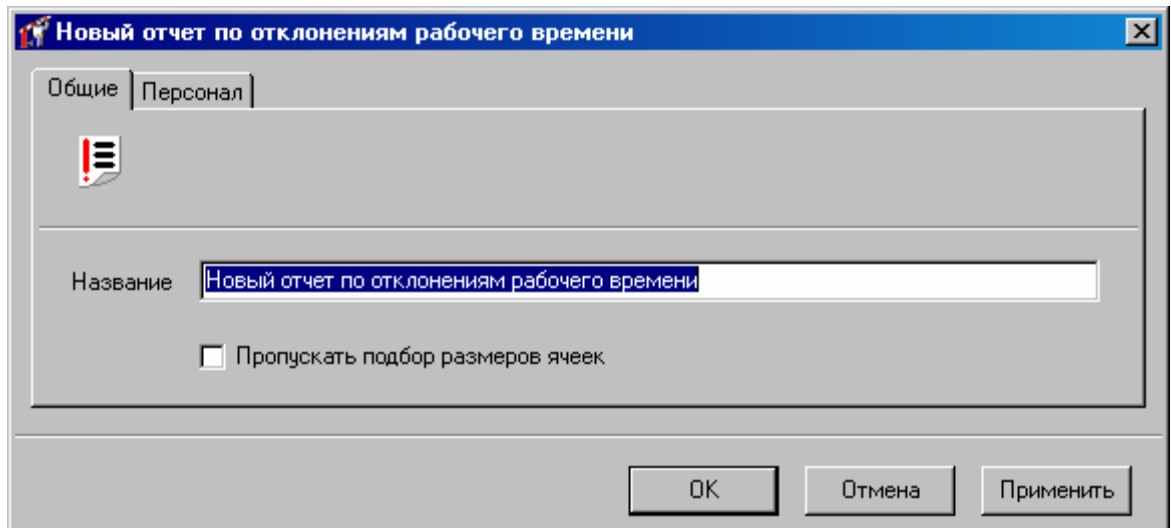 Новый отчет по отклонениям рабочего времени
Общие
Персонал
Название
Новый отчет по отклонениям рабочего времени
Пропускать подбор размеров ячеек
OK
Отмена
Применить